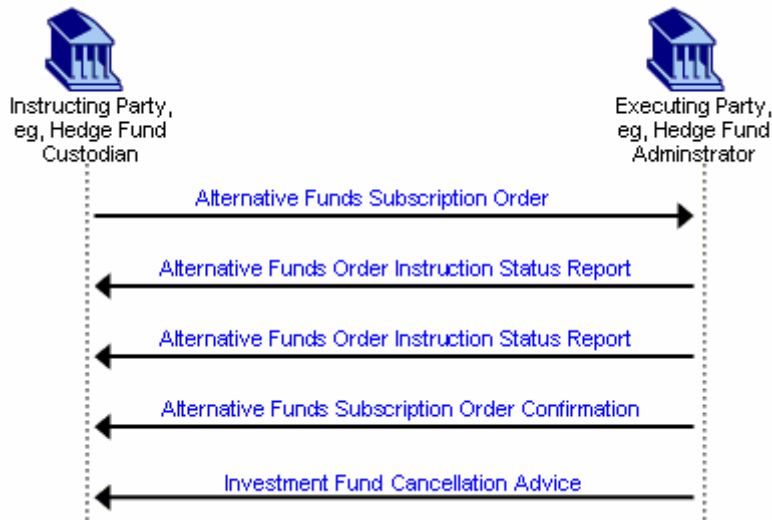 Instructing Party,
eg, Hedge Fund
Custodian
Executing Party,
eg, Hedge Fund
Adminstrator
Alternative Funds Subscription Order
Alternative Funds Order Instruction Status Report
Alternative Funds Order Instruction Status Report
Alternative Funds Subscription Order Confirmation
Investment Fund Cancellation Advice